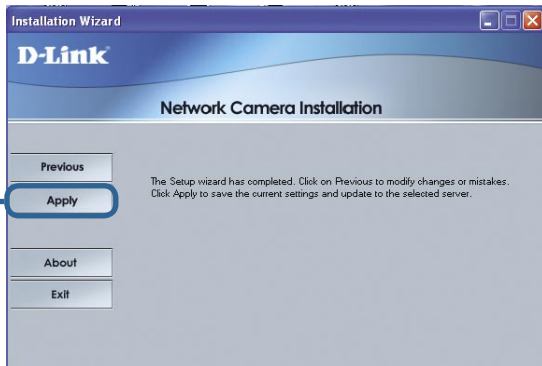 Installation Wizard
D-Link
Network Camera Installation
Previous
The Setup wizard has completed. Click on Previous to modify changes or mistakes.
Click Apply to save the current settings and update to the selected server.
Apply
About
Exit